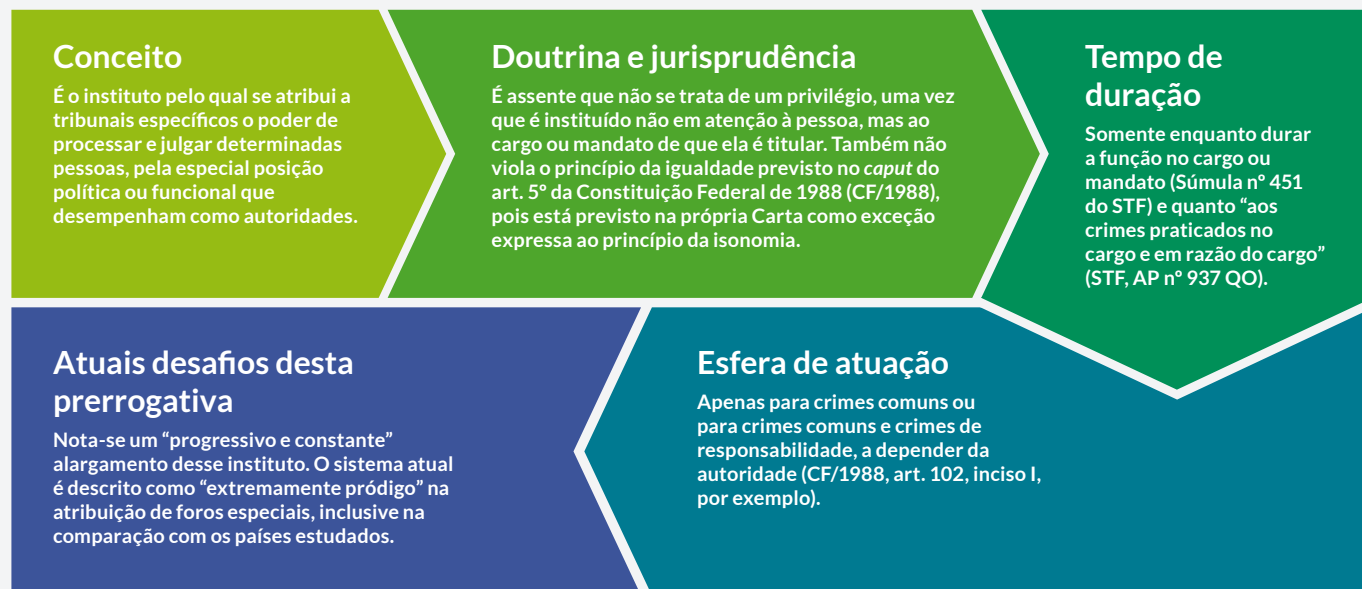 Conceito
É o instituto pelo qual se atribui a
tribunais específicos o poder de
processar e julgar determinadas
pessoas, pela especial posição
política ou funcional que
desempenham como autoridades.
Doutrina e jurisprudência
É assente que não se trata de um privilégio, uma vez
que é instituído não em atenção à pessoa, mas ao
cargo ou mandato de que ela é titular. Também não
viola o princípio da igualdade previsto no caput do
art. 5º da Constituição Federal de 1988 (CF/1988),
pois está previsto na própria Carta como exceção
expressa ao princípio da isonomia.
Tempo de
duração
Somente enquanto durar
a função no cargo ou
mandato (Súmula nº 451
do STF) e quanto “aos
crimes praticados no
cargo e em razão do cargo”
(STF, AP nº 937 QO).
Esfera de atuação
Apenas para crimes comuns ou
para crimes comuns e crimes de
responsabilidade, a depender da
autoridade (CF/1988, art. 102, inciso I,
por exemplo).
Atuais desafios desta
prerrogativa
Nota-se um “progressivo e constante”
alargamento desse instituto. O sistema atual
é descrito como “extremamente pródigo” na
atribuição de foros especiais, inclusive na
comparação com os países estudados.